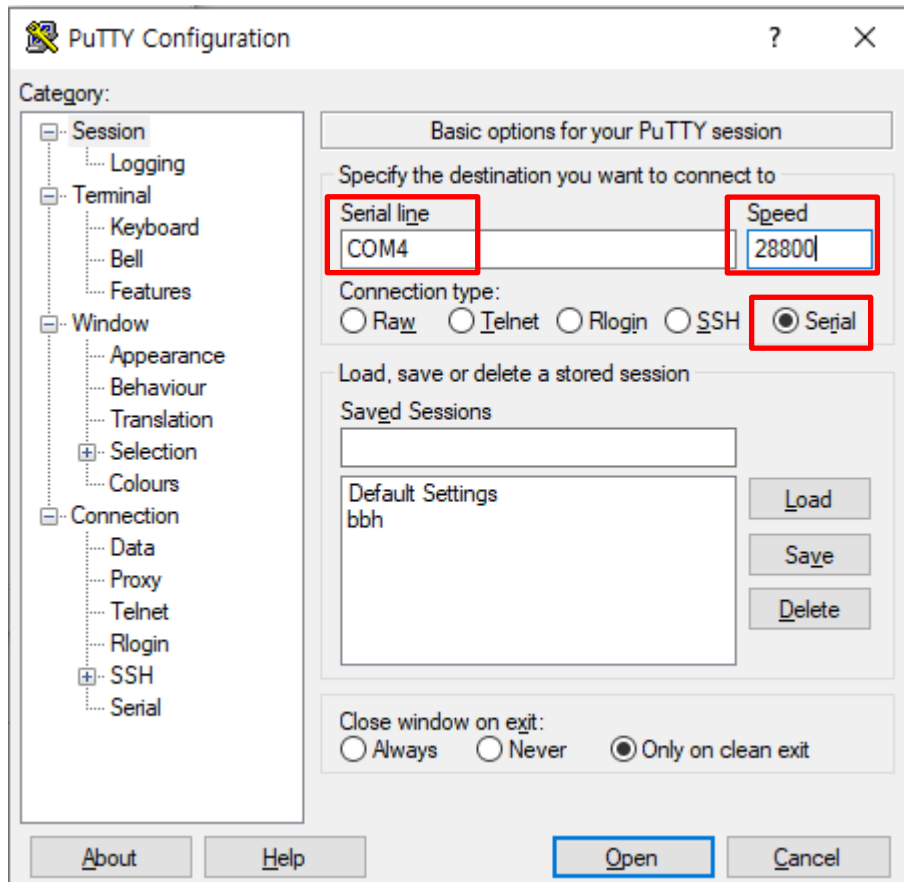 PuTTY Configuration
?
Category:
Session
Logging
Terminal
Keyboard
Bell
Features
Window
Appearance
Behaviour
Translation
Selection
Colours
Connection
Data
Proxy
Telnet
Rlogin
SSH
Serial
Basic options for your PuTTY session
Specify the destination you want to connect to
Serial line Speed
COM4 28800
Connection type:
Raw Telnet Rlogin SSH Serial
Load, save or delete a stored session
Saved Sessions
Default Settings
bbh
Load
Save
Delete
Close window on exit:
Always Never Only on clean exit
About Help Open Cancel